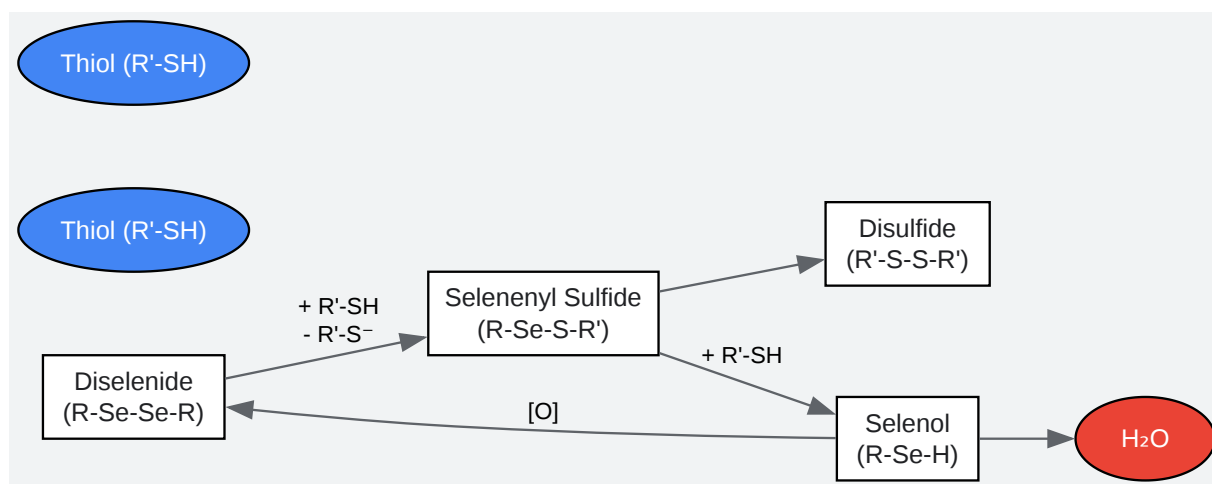 Thiol (R'-SH)
Thiol (R'-SH)
Disulfide
(R'-S-S-R')
Selenenyl Sulfide
(R-Se-S-R')
+ R'-SH
- R'-S⁻
+ R'-SH
Diselenide
(R-Se-Se-R)
[O]
Selenol
(R-Se-H)
H₂O